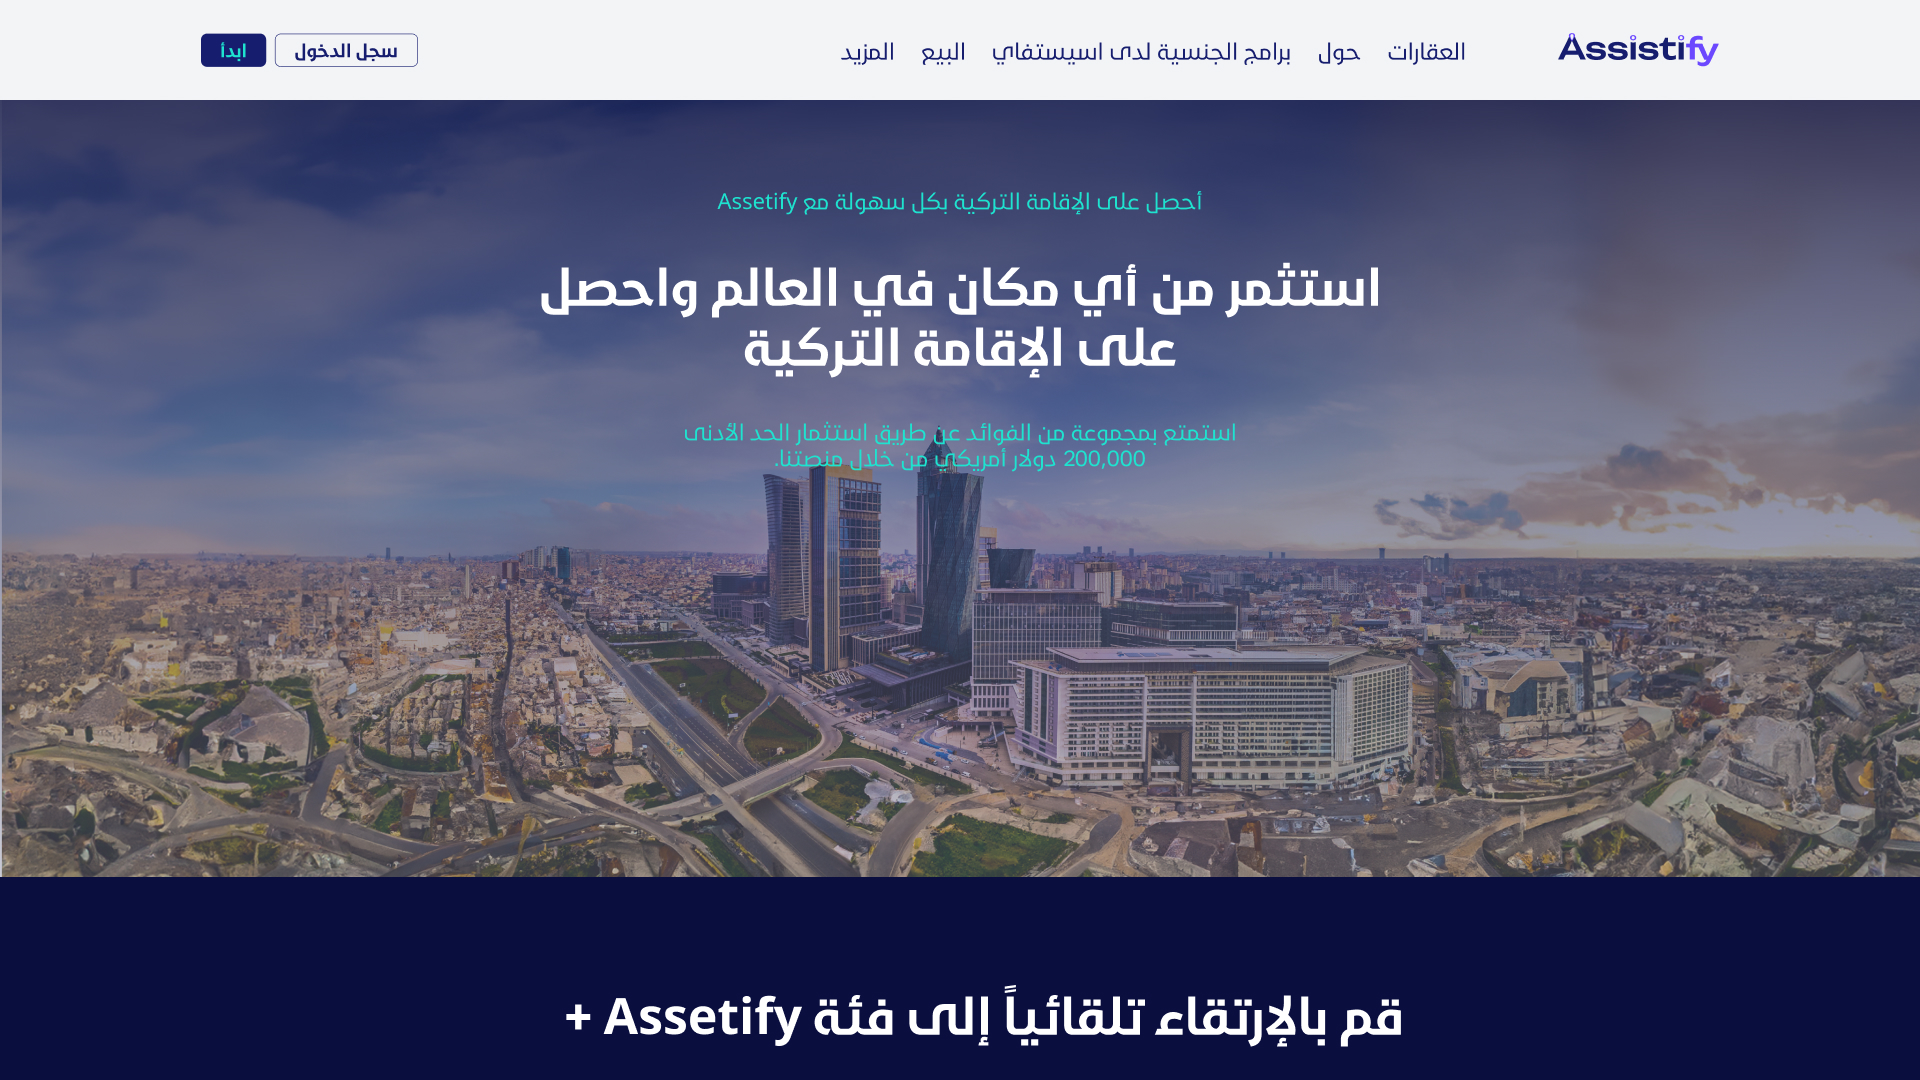 Assistify
العقارات
حول
برامج الجنسية لدى اسيستفاي
البيع
المزيد
سجل الدخول
ابدأ
أحصل على الإقامة التركية بكل سهولة مع Assetify
استثمر من أي مكان في العالم واحصل
على الإقامة التركية
استمتع بمجموعة من الفوائد عن طريق استثمار الحد الأدنى
200,000 دولار أمريكي من خلال منصتنا.
قم بالإرتقاء تلقائياً إلى فئة Assetify +